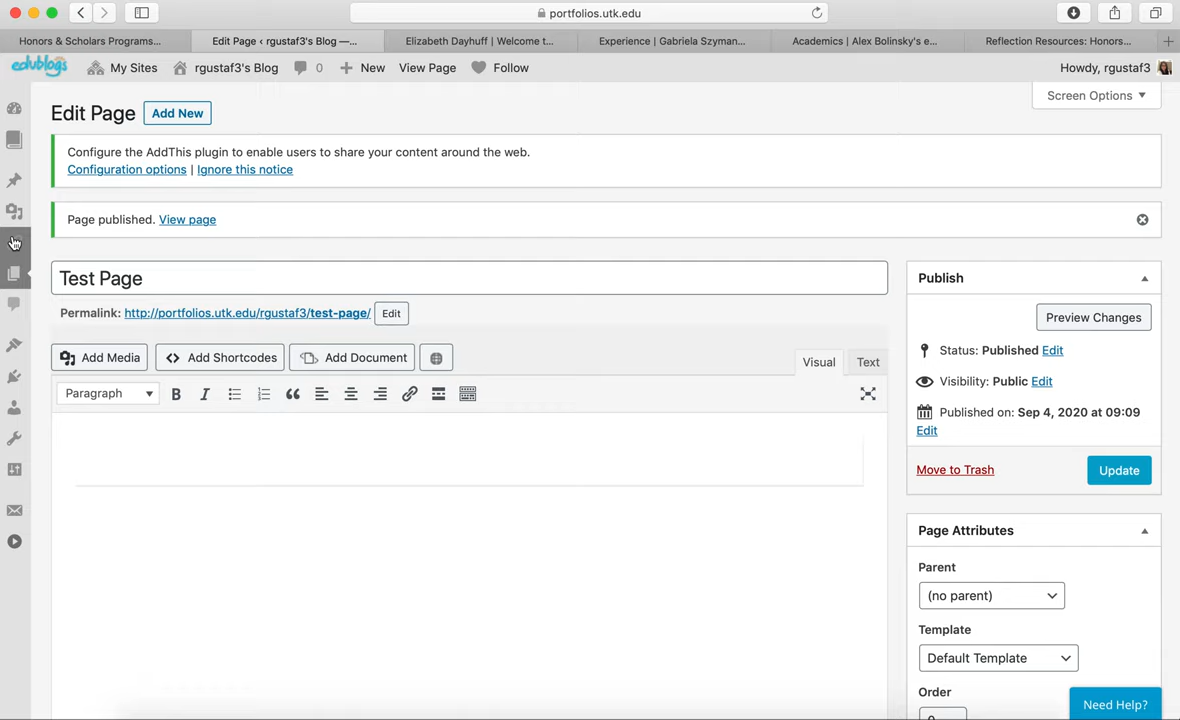 portfolios.utk.edu
Honors & Scholars Programs...
Edit Page ‹ rgustaf3's Blog —...
Elizabeth Dayhuff | Welcome t...
Experience | Gabriela Szyman...
Academics | Alex Bolinsky's e...
Reflection Resources: Honors...
edublogs
My Sites
rgustaf3's Blog
0
New
View Page
Follow
Howdy, rgustaf3
Screen Options
Edit Page
Add New
Configure the AddThis plugin to enable users to share your content around the web.
Configuration options | Ignore this notice
Page published. View page
Test Page
Permalink: http://portfolios.utk.edu/rgustaf3/test-page/
Edit
Add Media
Add Shortcodes
Add Document
Visual
Text
Paragraph
B
I
Publish
Preview Changes
Status: Published Edit
Visibility: Public Edit
Published on: Sep 4, 2020 at 09:09
Edit
Move to Trash
Update
Page Attributes
Parent
(no parent)
Template
Default Template
Order
0
Need Help?